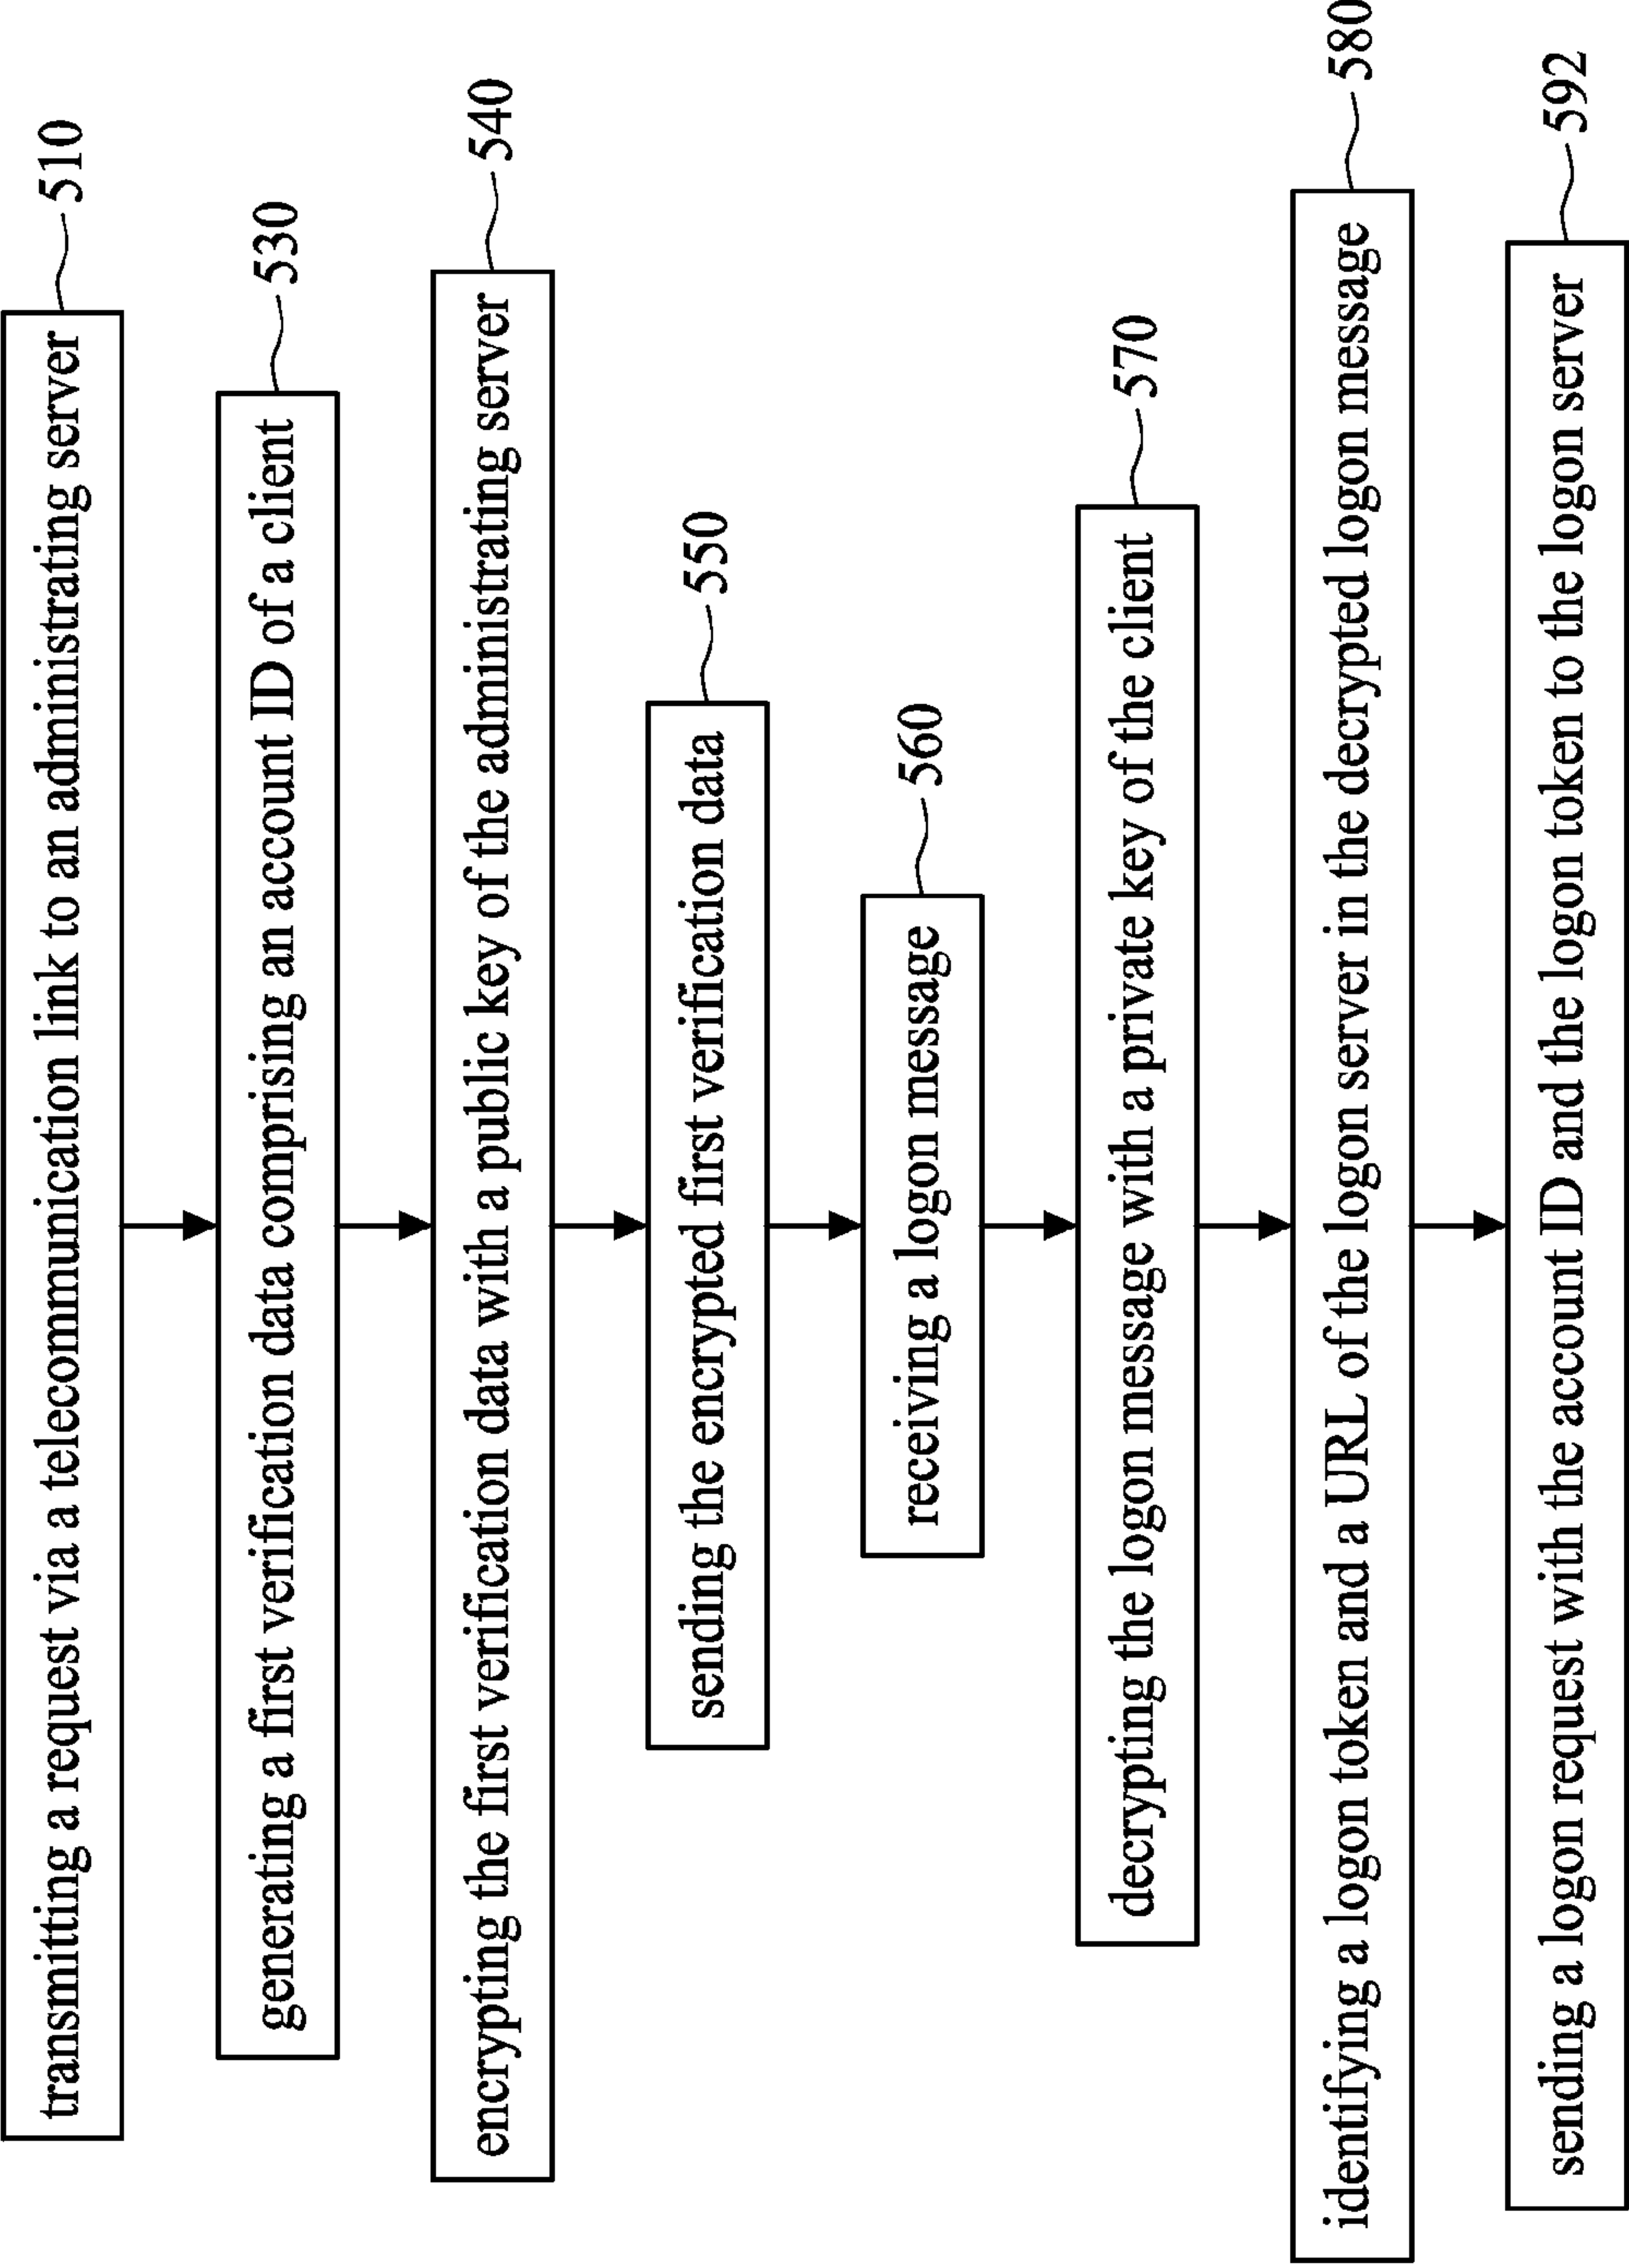 transmitting a request via a telecommunication link to an administrating server
510
generating a first verification data comprising an account ID of a client
530
encrypting the first verification data with a public key of the administrating server
540
sending the encrypted first verification data
550
receiving a logon message
560
decrypting the logon message with a private key of the client
570
identifying a logon token and a URL of the logon server in the decrypted logon message
580
sending a logon request with the account ID and the logon token to the logon server
592